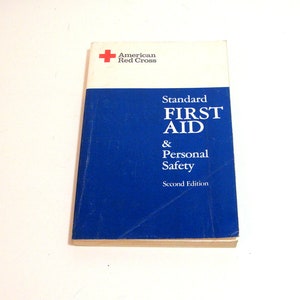 American
Red Cross
Standard
FIRST
AID
& Personal
Safety
Second Edition